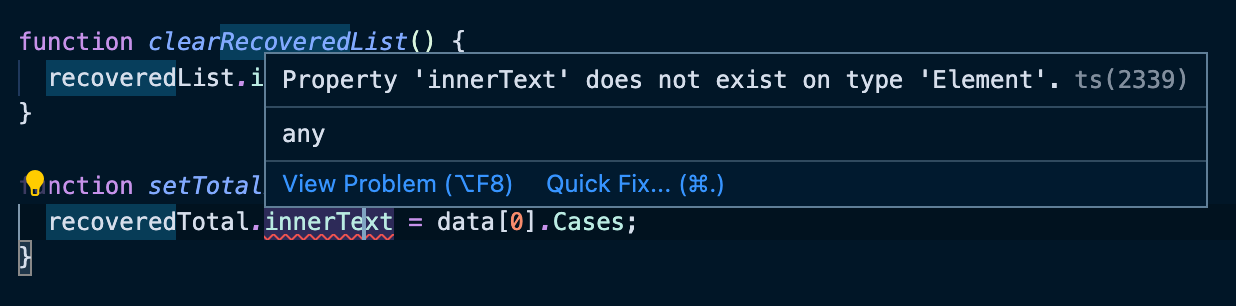 function clearRecoveredList() {
recoveredList.i
Property 'innerText' does not exist on type 'Element'. ts(2339)
}
any
View Problem (⌥F8) Quick Fix... (⌘.)
nction setTotal
recoveredTotal.innerText = data[0].Cases;
}